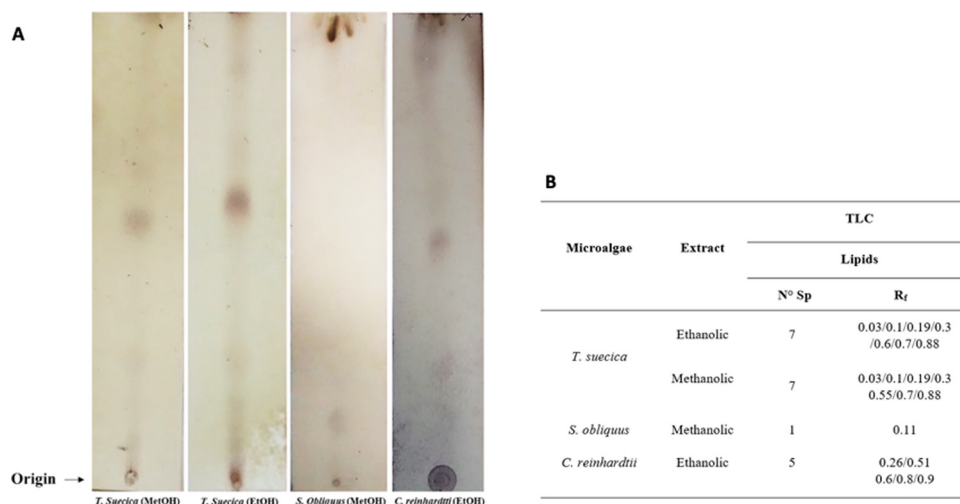 A
Origin
T. Suecica (MetOH)
T. Suecica (EtOH)
S. Obliquus (MetOH)
C. reinhardtti (EtOH)
B
TLC
Microalgae Extract
Lipids
N° Sp Rf
T. suecica Ethanolic 7 0.03/0.1/0.19/0.3
/0.6/0.7/0.88
Methanolic 7 0.03/0.1/0.19/0.3
0.55/0.7/0.88
S. obliquus Methanolic 1 0.11
C. reinhardtii Ethanolic 5 0.26/0.51
0.6/0.8/0.9